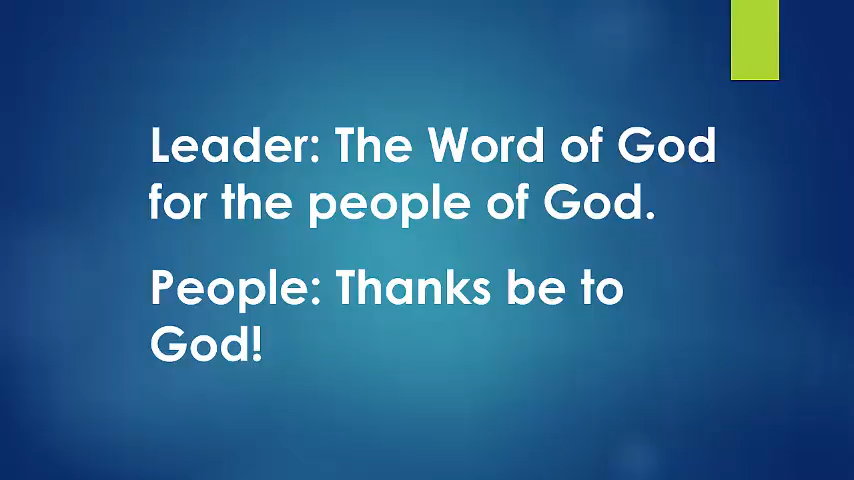 Leader: The Word of God
for the people of God.
People: Thanks be to
God!